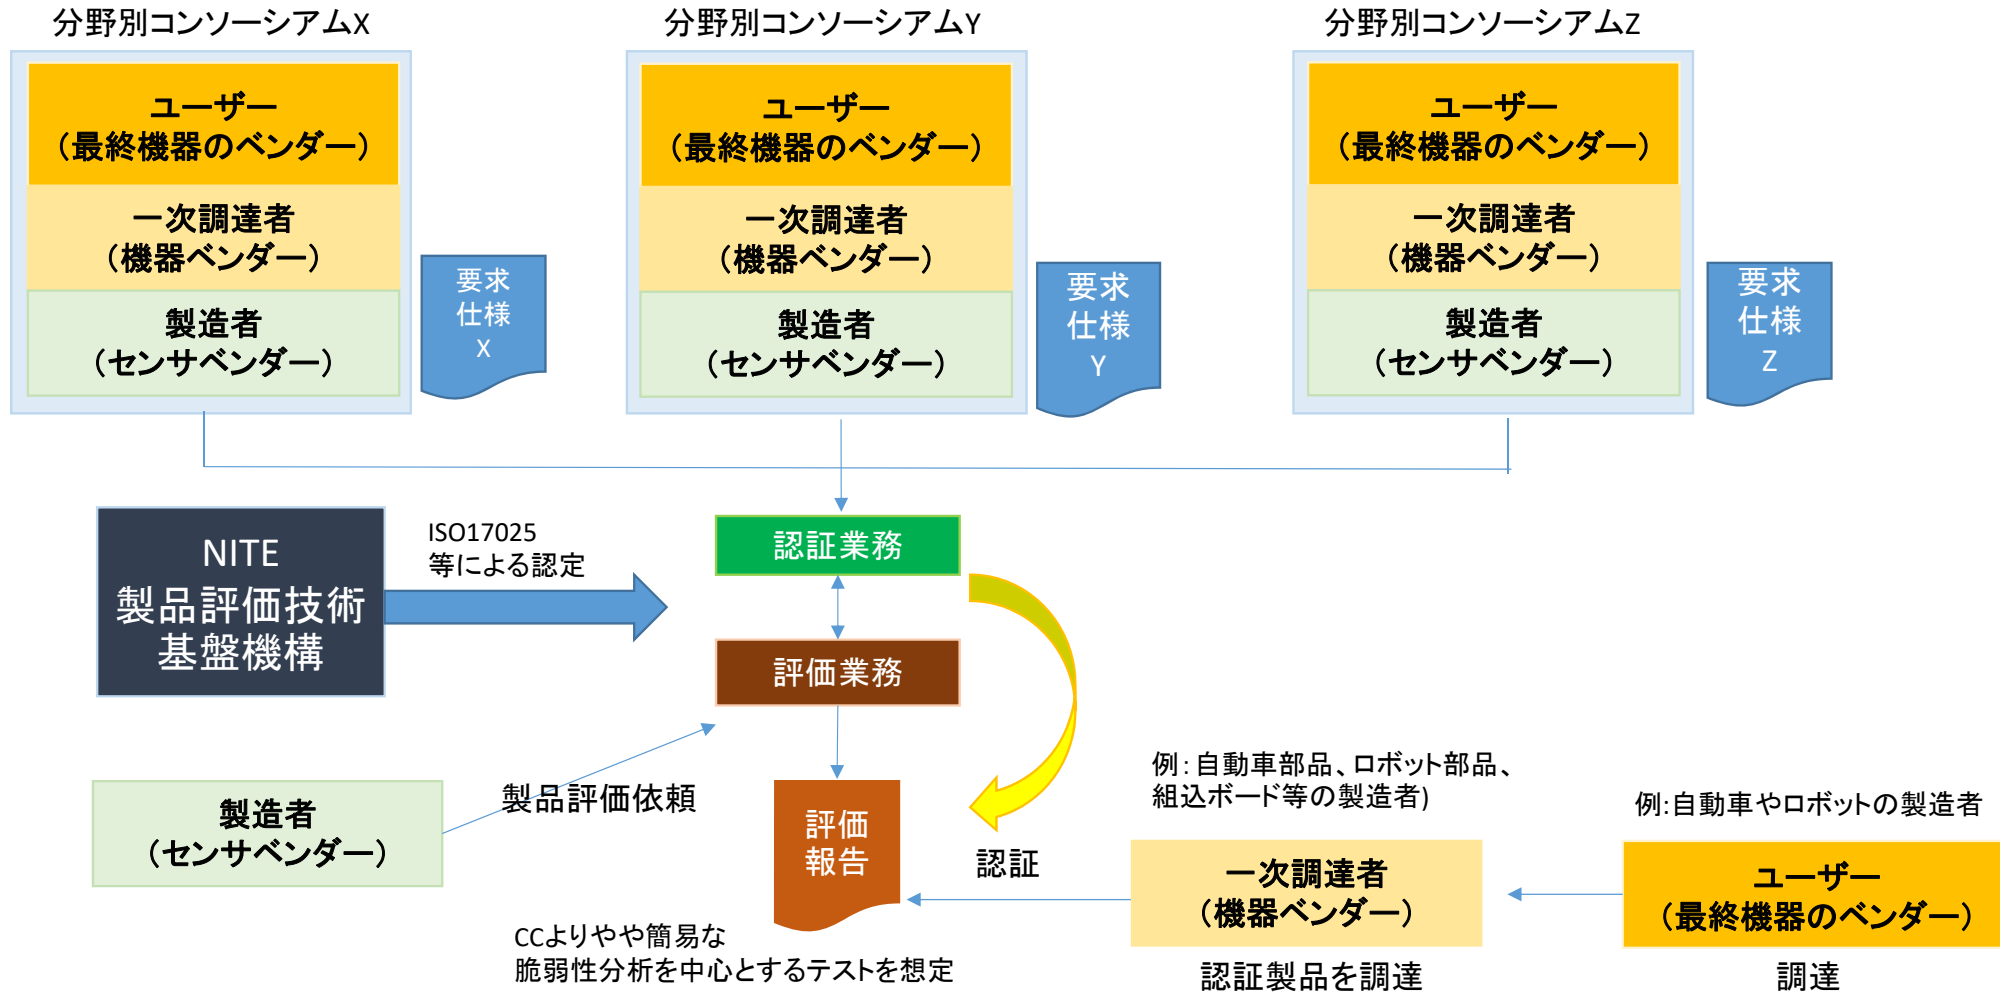 分野別コンソーシアムX
ユーザー
（最終機器のベンダー）
一次調達者
（機器ベンダー）
製造者
（センサベンダー）
要求
仕様
X
分野別コンソーシアムY
ユーザー
（最終機器のベンダー）
一次調達者
（機器ベンダー）
製造者
（センサベンダー）
要求
仕様
Y
分野別コンソーシアムZ
ユーザー
（最終機器のベンダー）
一次調達者
（機器ベンダー）
製造者
（センサベンダー）
要求
仕様
Z
NITE
製品評価技術
基盤機構
ISO17025
等による認定
認証業務
評価業務
製造者
（センサベンダー）
製品評価依頼
評価
報告
認証
CCよりやや簡易な
脆弱性分析を中心とするテストを想定
例：自動車部品、ロボット部品、
組込ボード等の製造者)
一次調達者
（機器ベンダー）
認証製品を調達
例:自動車やロボットの製造者
ユーザー
（最終機器のベンダー）
調達